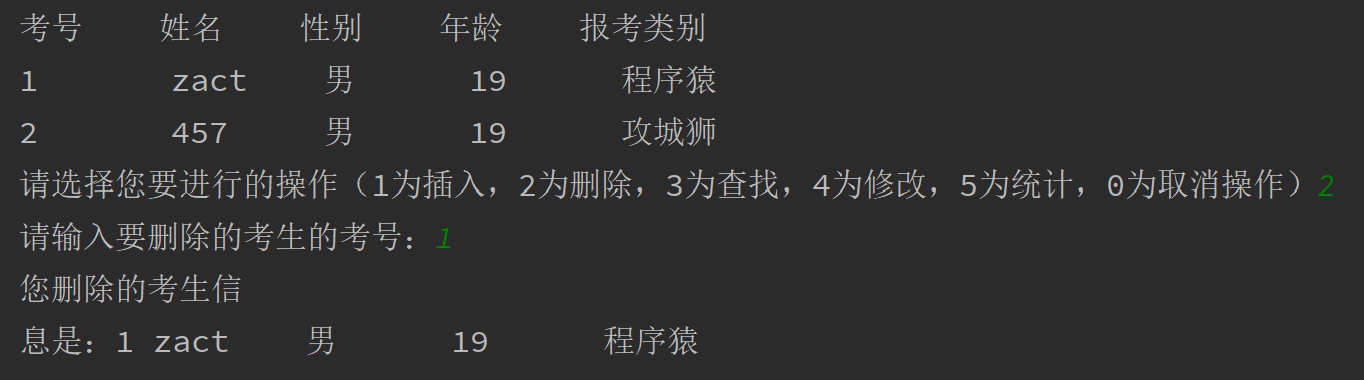 考号 姓名 性别 年龄 报考类别
1 zact 男 19 程序猿
2 457 男 19 攻城狮
请选择您要进行的操作（1为插入，2为删除，3为查找，4为修改，5为统计，0为取消操作）2
请输入要删除的考生的考号：1
您删除的考生信
息是：1 zact 男 19 程序猿